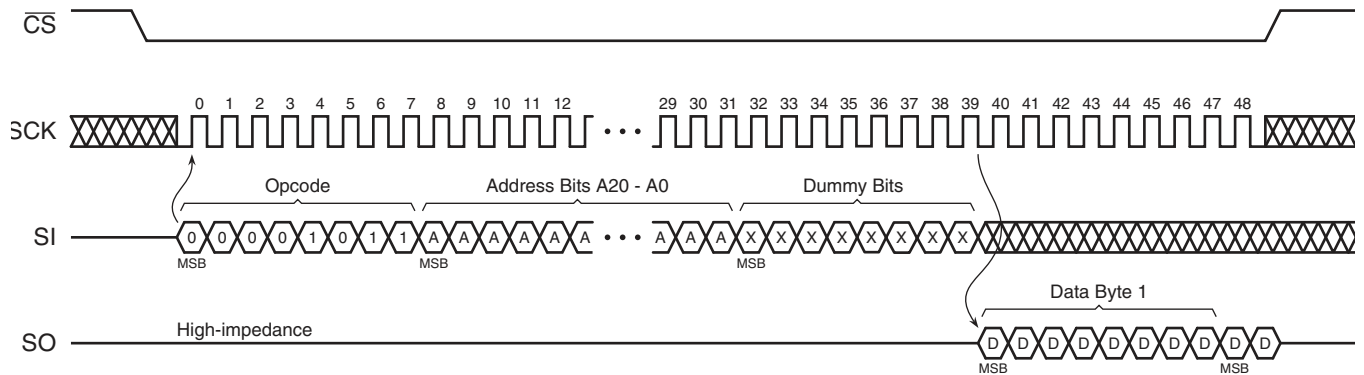 CS
0 1 2 3 4 5 6 7 8 9 10 11 12 29 30 31 32 33 34 35 36 37 38 39 40 41 42 43 44 45 46 47 48
SCK
Opcode Address Bits A20 - A0 Dummy Bits
SI 0 0 0 0 1 0 1 1 A A A A A A A A A X X X X X X X X
MSB MSB MSB
Data Byte 1
High-impedance
SO D D D D D D D D D D
MSB MSB